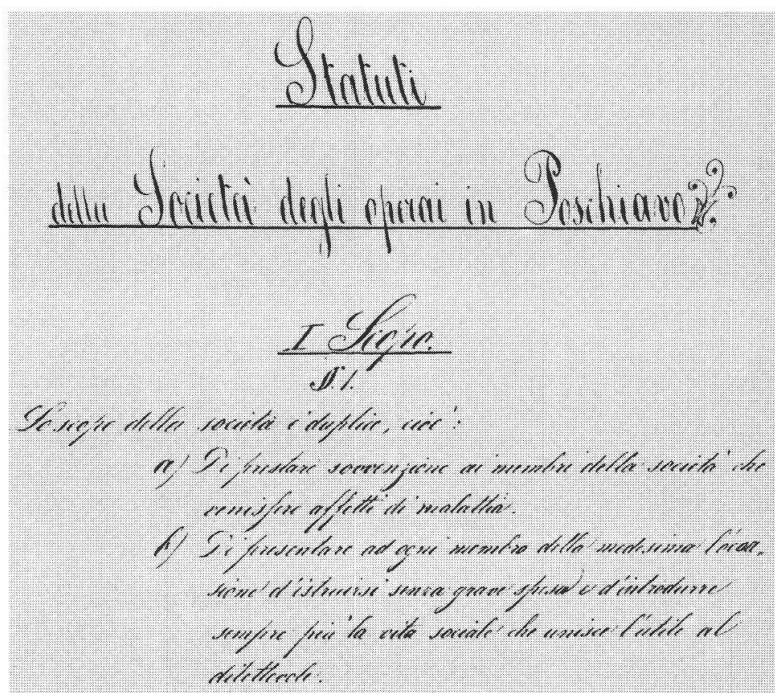 Statuti
della Società degli operai in Poschiavo
I Scopo.
§. 1.
Lo scopo della società è duplice, cioè:
a) Di prestare sovvenzione ai membri della società che
venissero affetti di malattia.
b) Di presentare ad ogni membro della medesima l'occa-
sione d'istruirsi senza grave spesa e d'introdurre
sempre più la vita sociale che unisce l'utile al
dilettevole.